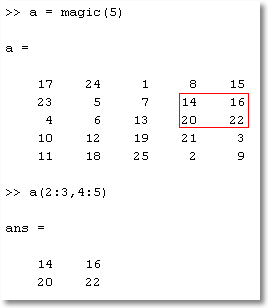 >> a = magic(5)
a =
17 24 1 8 15
23 5 7 14 16
4 6 13 20 22
10 12 19 21 3
11 18 25 2 9
>> a(2:3,4:5)
ans =
14 16
20 22